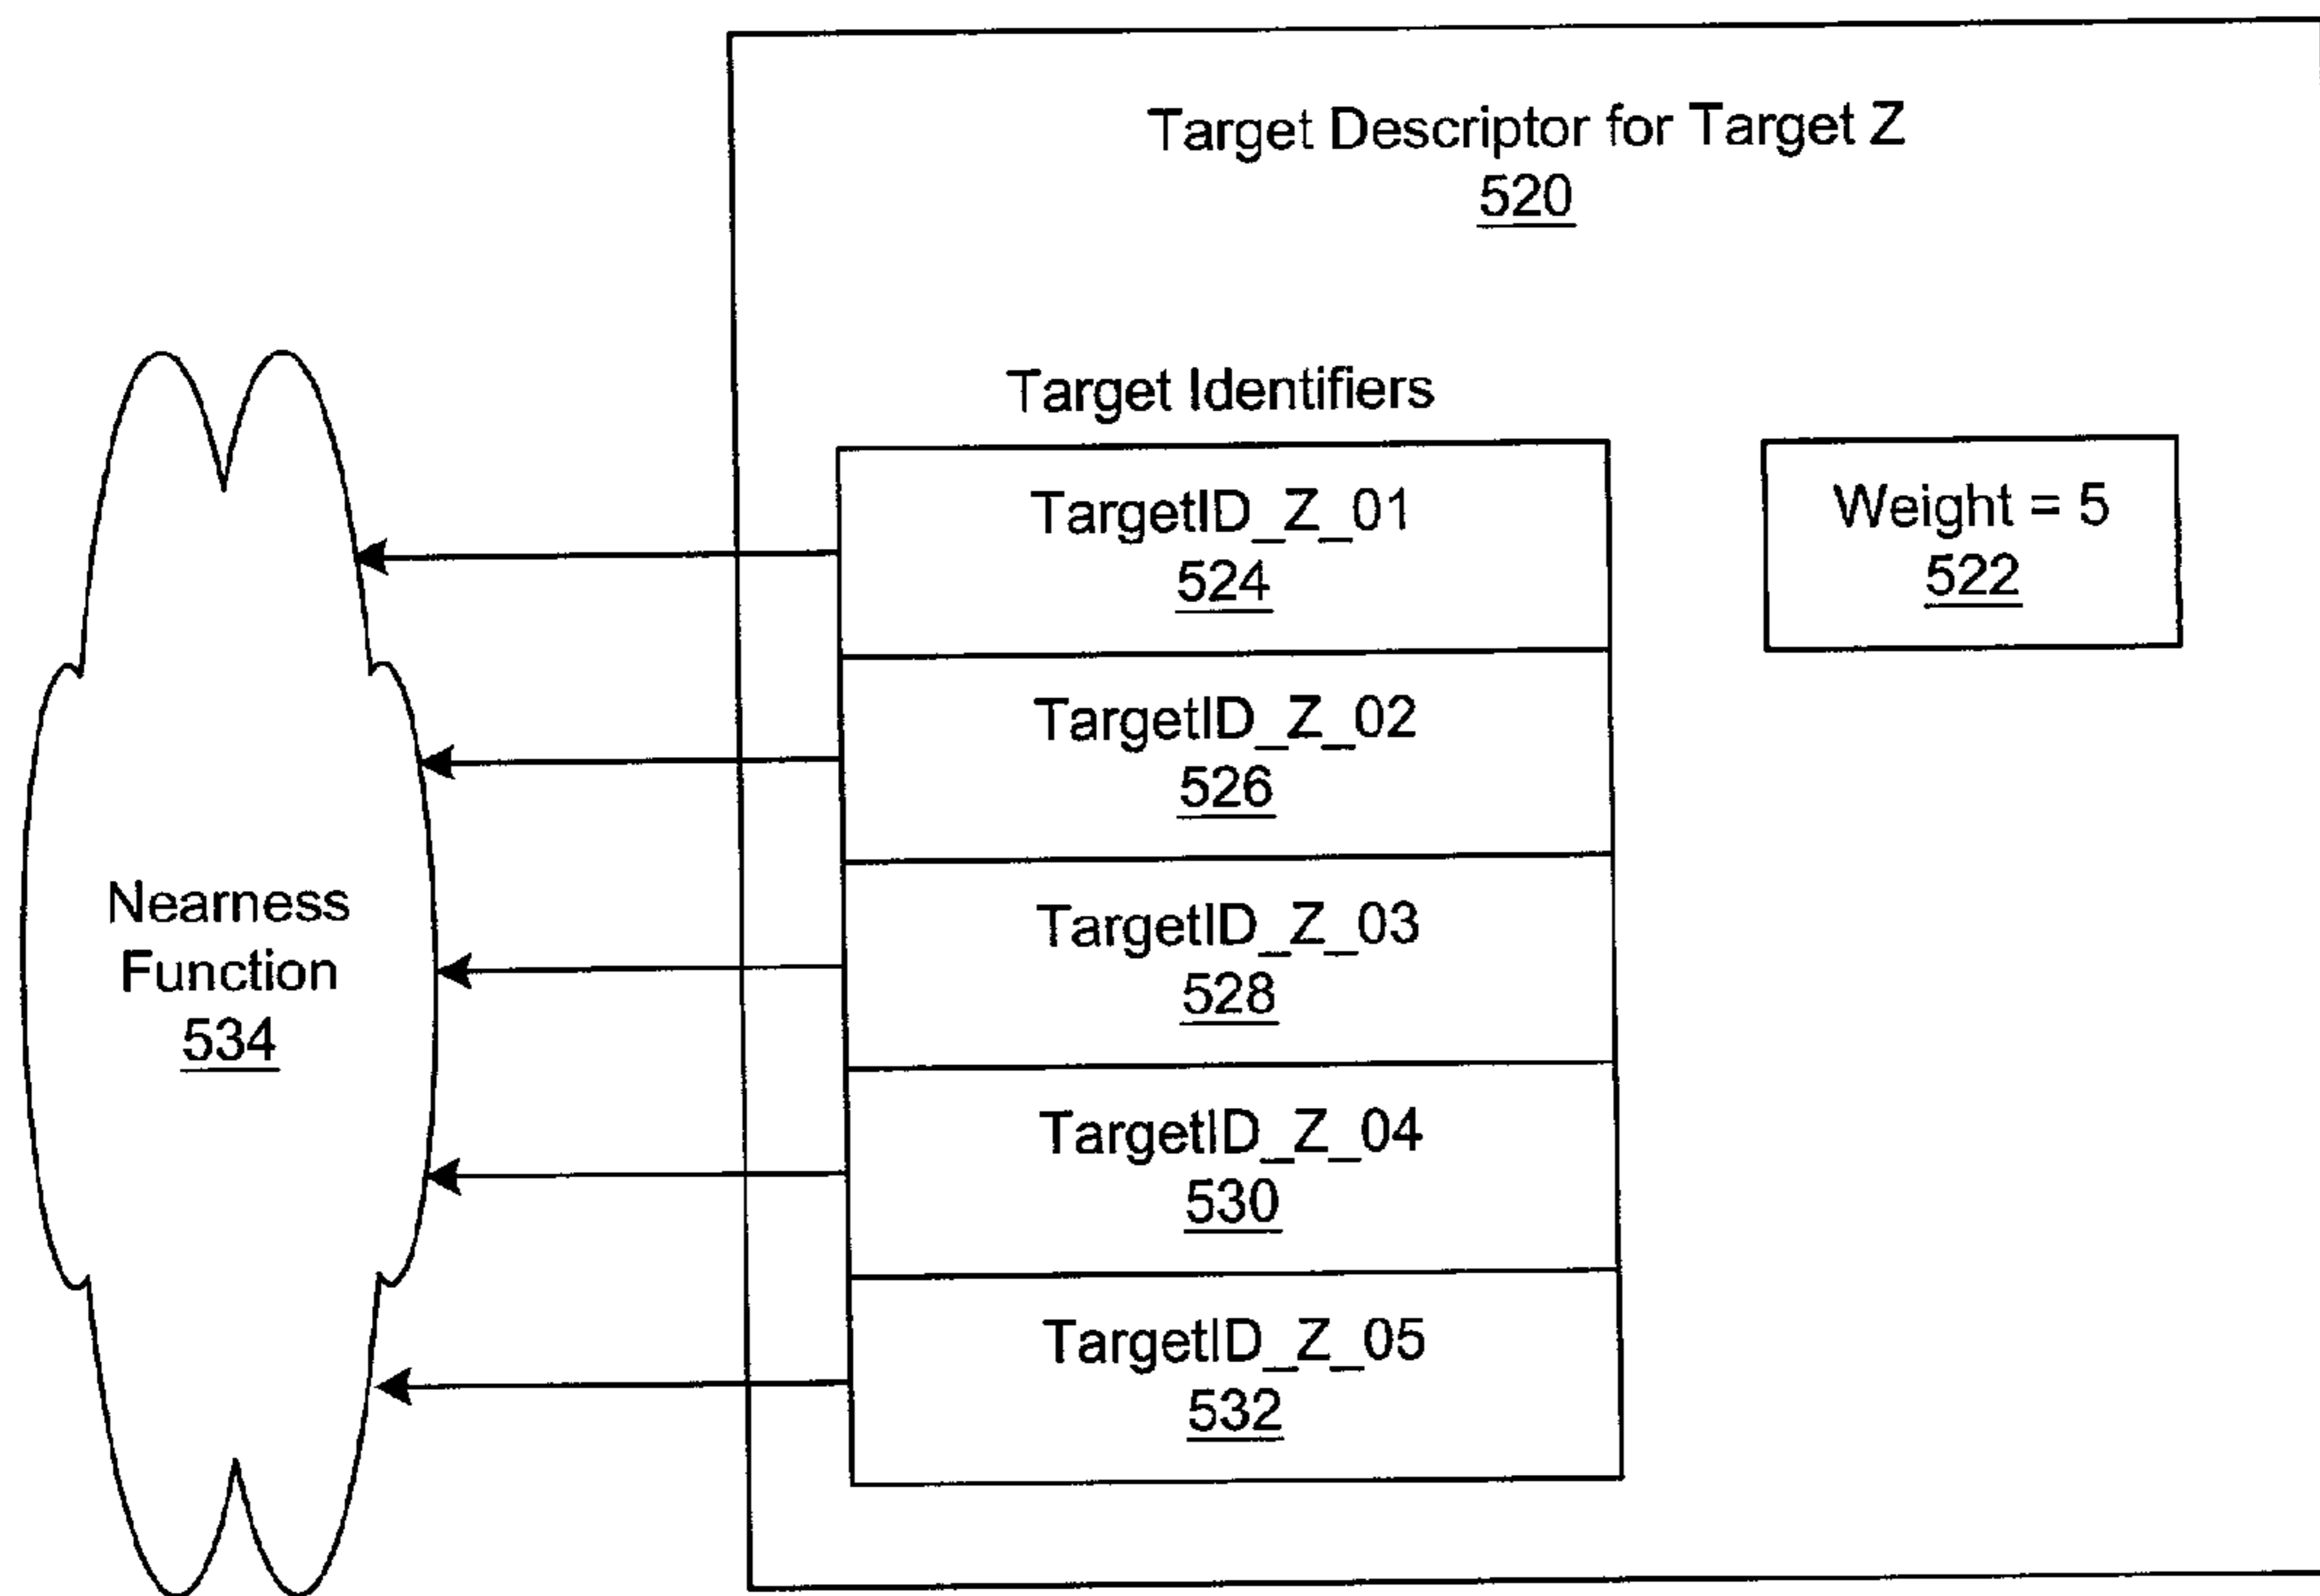 Target Descriptor for Target Z
520
Target Identifiers
TargetID_Z_01
524
Weight = 5
522
TargetID_Z_02
526
TargetID_Z_03
528
Nearness
Function
534
TargetID_Z_04
530
TargetID_Z_05
532